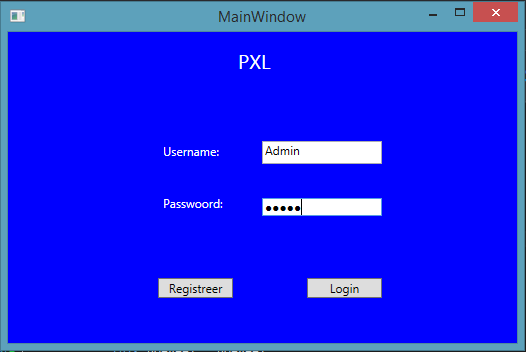 MainWindow
PXL
Username:
Admin
Passwoord:
●●●●●
Registreer
Login